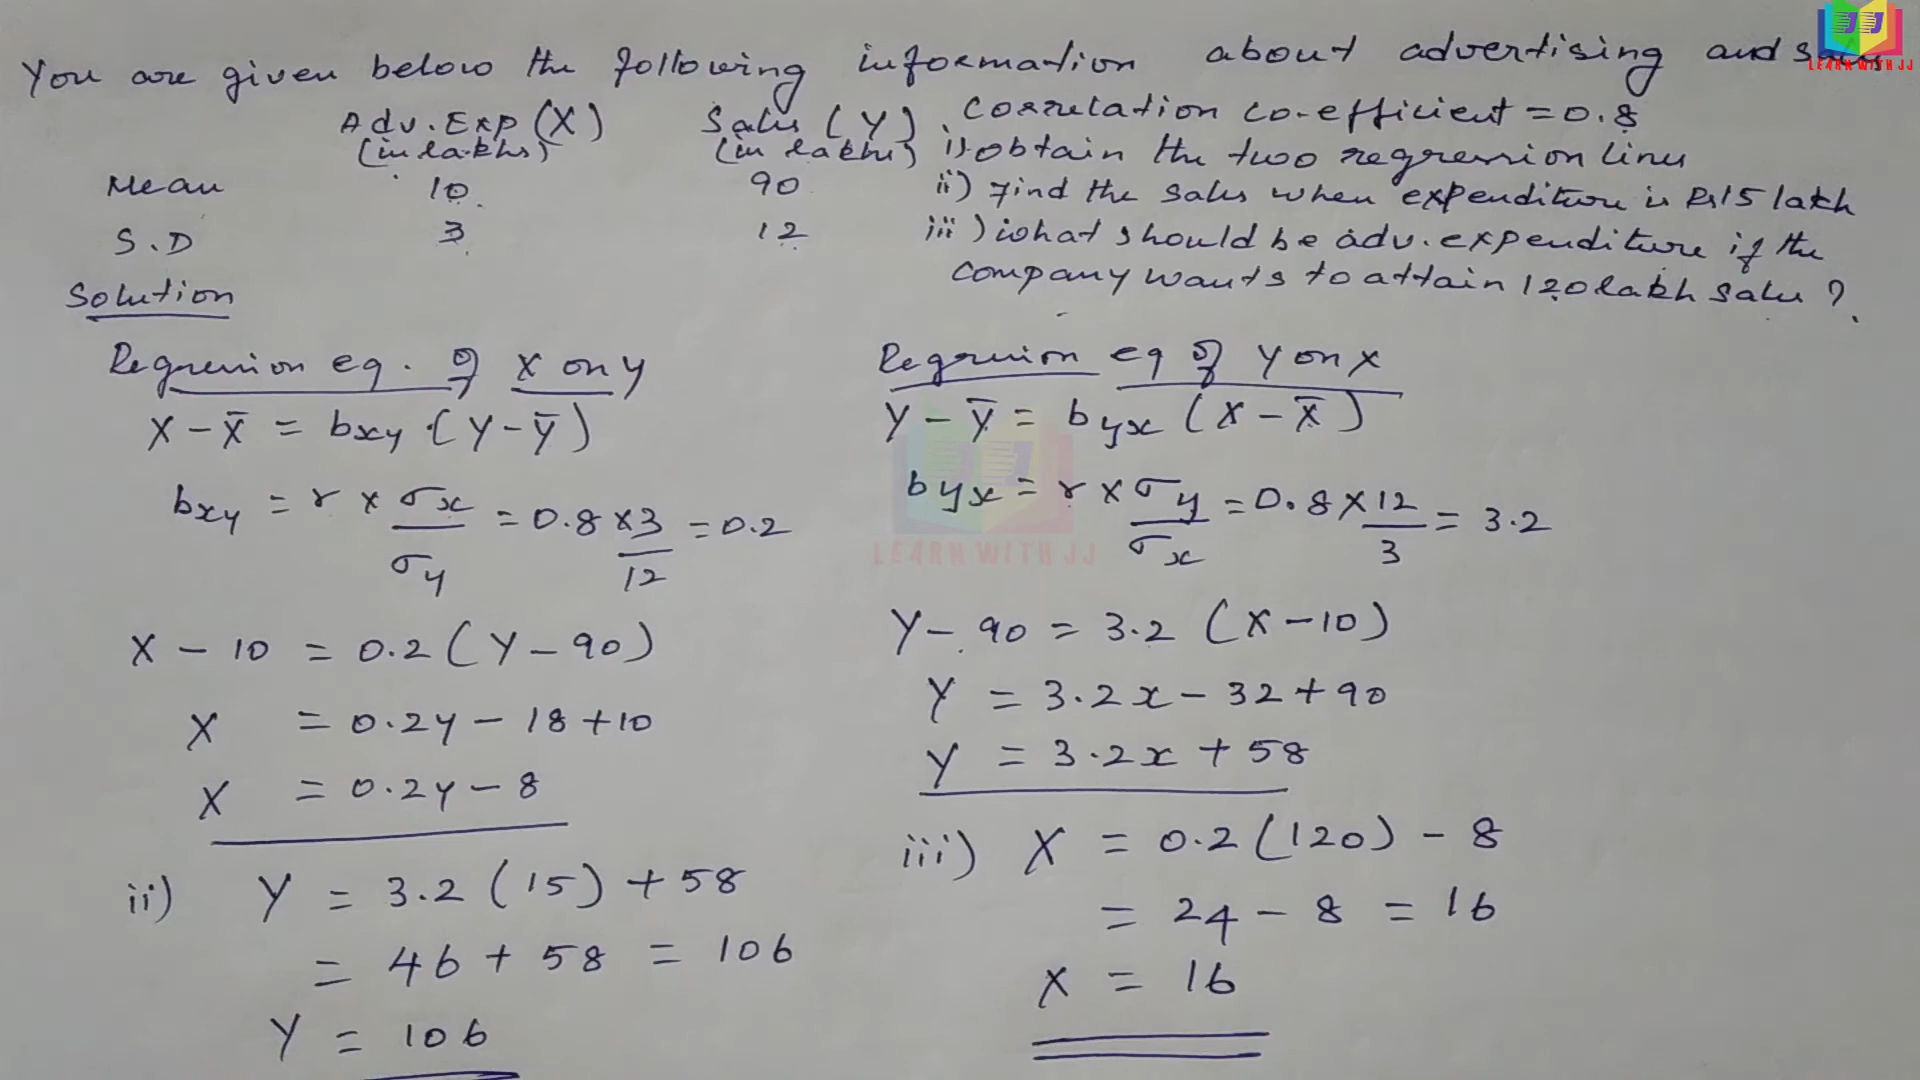 You are given below the following information about advertising and sales
LEARN WITH JJ
Adv. Exp (X) Sales (Y)
(in lakhs) (in lakhs)
Mean 10 90
S.D 3 12
Correlation co-efficient = 0.8
i) obtain the two regression lines
ii) Find the sales when expenditure is Rs 15 lakh
iii) what should be adv. expenditure if the
company wants to attain 120 lakh sales ?
Solution
Regression eq. of X on y
X - x̄ = bxy (Y - ȳ)
bxy = r × σx/σy = 0.8 × 3/12 = 0.2
X - 10 = 0.2 (Y - 90)
X = 0.2y - 18 + 10
X = 0.2y - 8
ii) Y = 3.2 (15) + 58
= 46 + 58 = 106
Y = 106
Regression eq of Y on x
Y - ȳ = byx (X - x̄)
byx = r × σy/σx = 0.8 × 12/3 = 3.2
LEARN WITH JJ
Y - 90 = 3.2 (X - 10)
Y = 3.2x - 32 + 90
y = 3.2x + 58
iii) X = 0.2 (120) - 8
= 24 - 8 = 16
X = 16